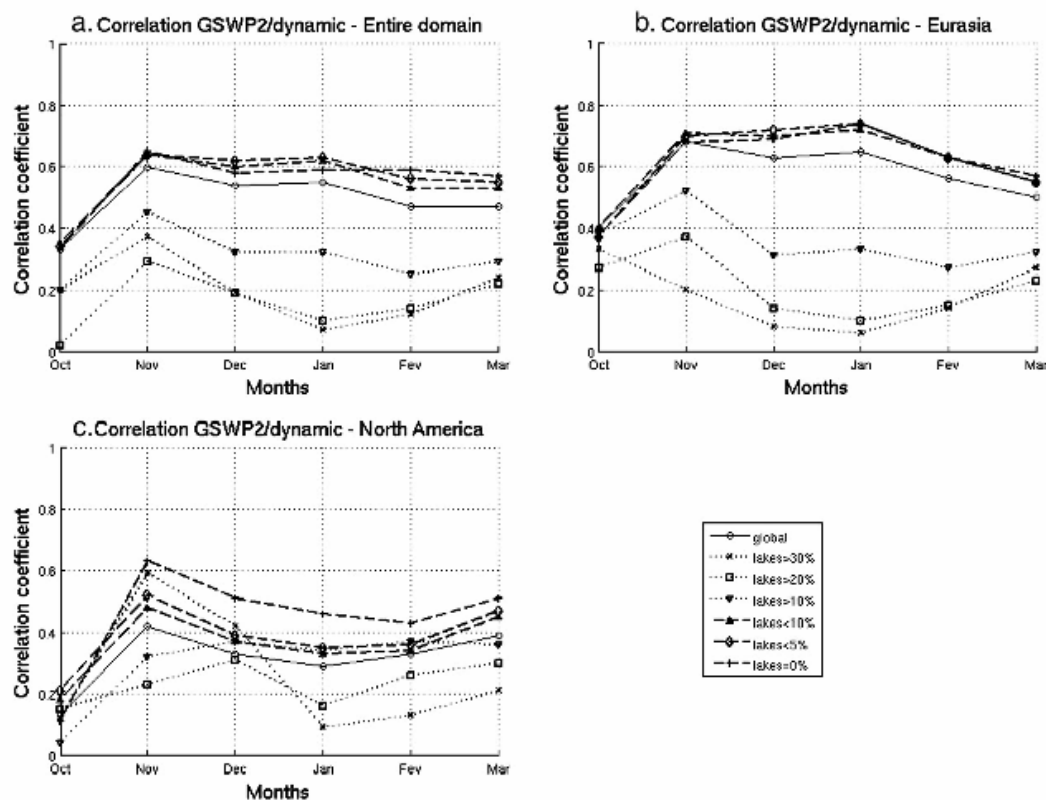 a. Correlation GSWP2/dynamic - Entire domain
1
0.8
0.6
0.4
0.2
0
Correlation coefficient
Oct Nov Dec Jan Fev Mar
Months
b. Correlation GSWP2/dynamic - Eurasia
1
0.8
0.6
0.4
0.2
0
Correlation coefficient
Oct Nov Dec Jan Fev Mar
Months
C.Correlation GSWP2/dynamic - North America
1
0.8
0.6
0.4
0.2
0
Correlation coefficient
Oct Nov Dec Jan Fev Mar
Months
global
lakes>30%
lakes>20%
lakes>10%
lakes<10%
lakes<5%
lakes=0%